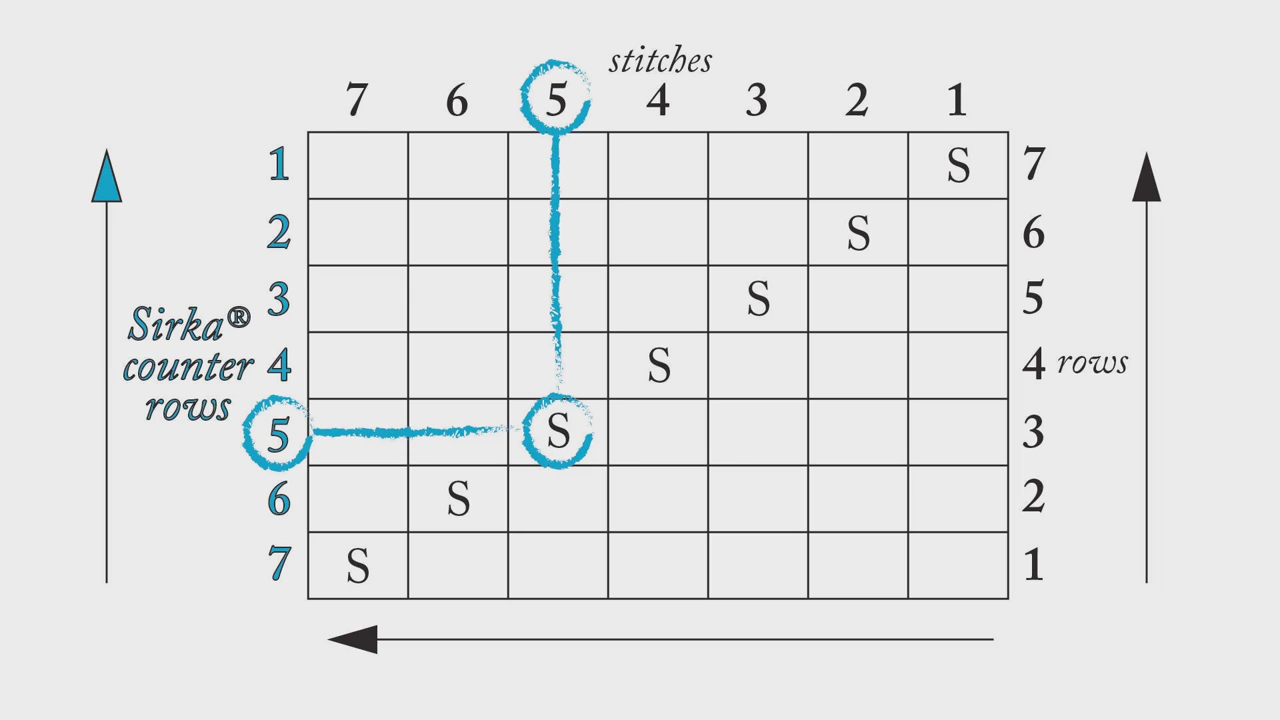 stitches
7 6 5 4 3 2 1
1 S 7
2 S 6
3 S 5
Sirka®
counter 4 S 4 rows
rows
5 S 3
6 S 2
7 S 1